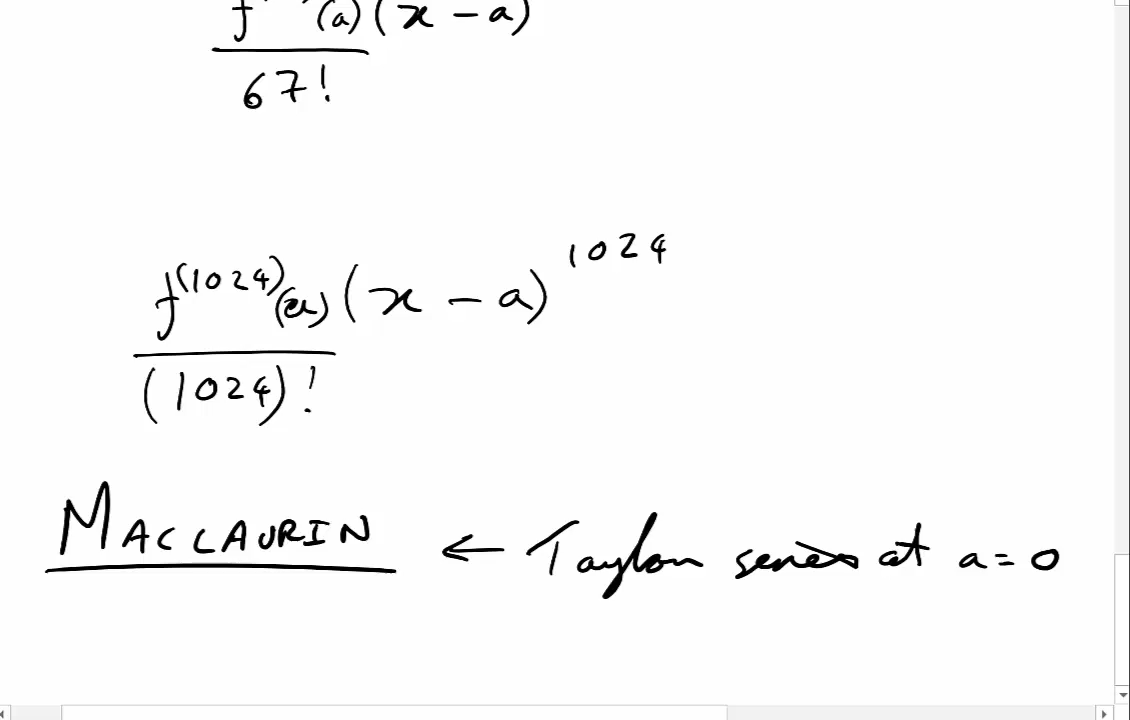 f (a)(x - a)
67!
f^(1024)(a)(x - a)^1024
(1024)!
MACLAURIN ← Taylor series at a = 0